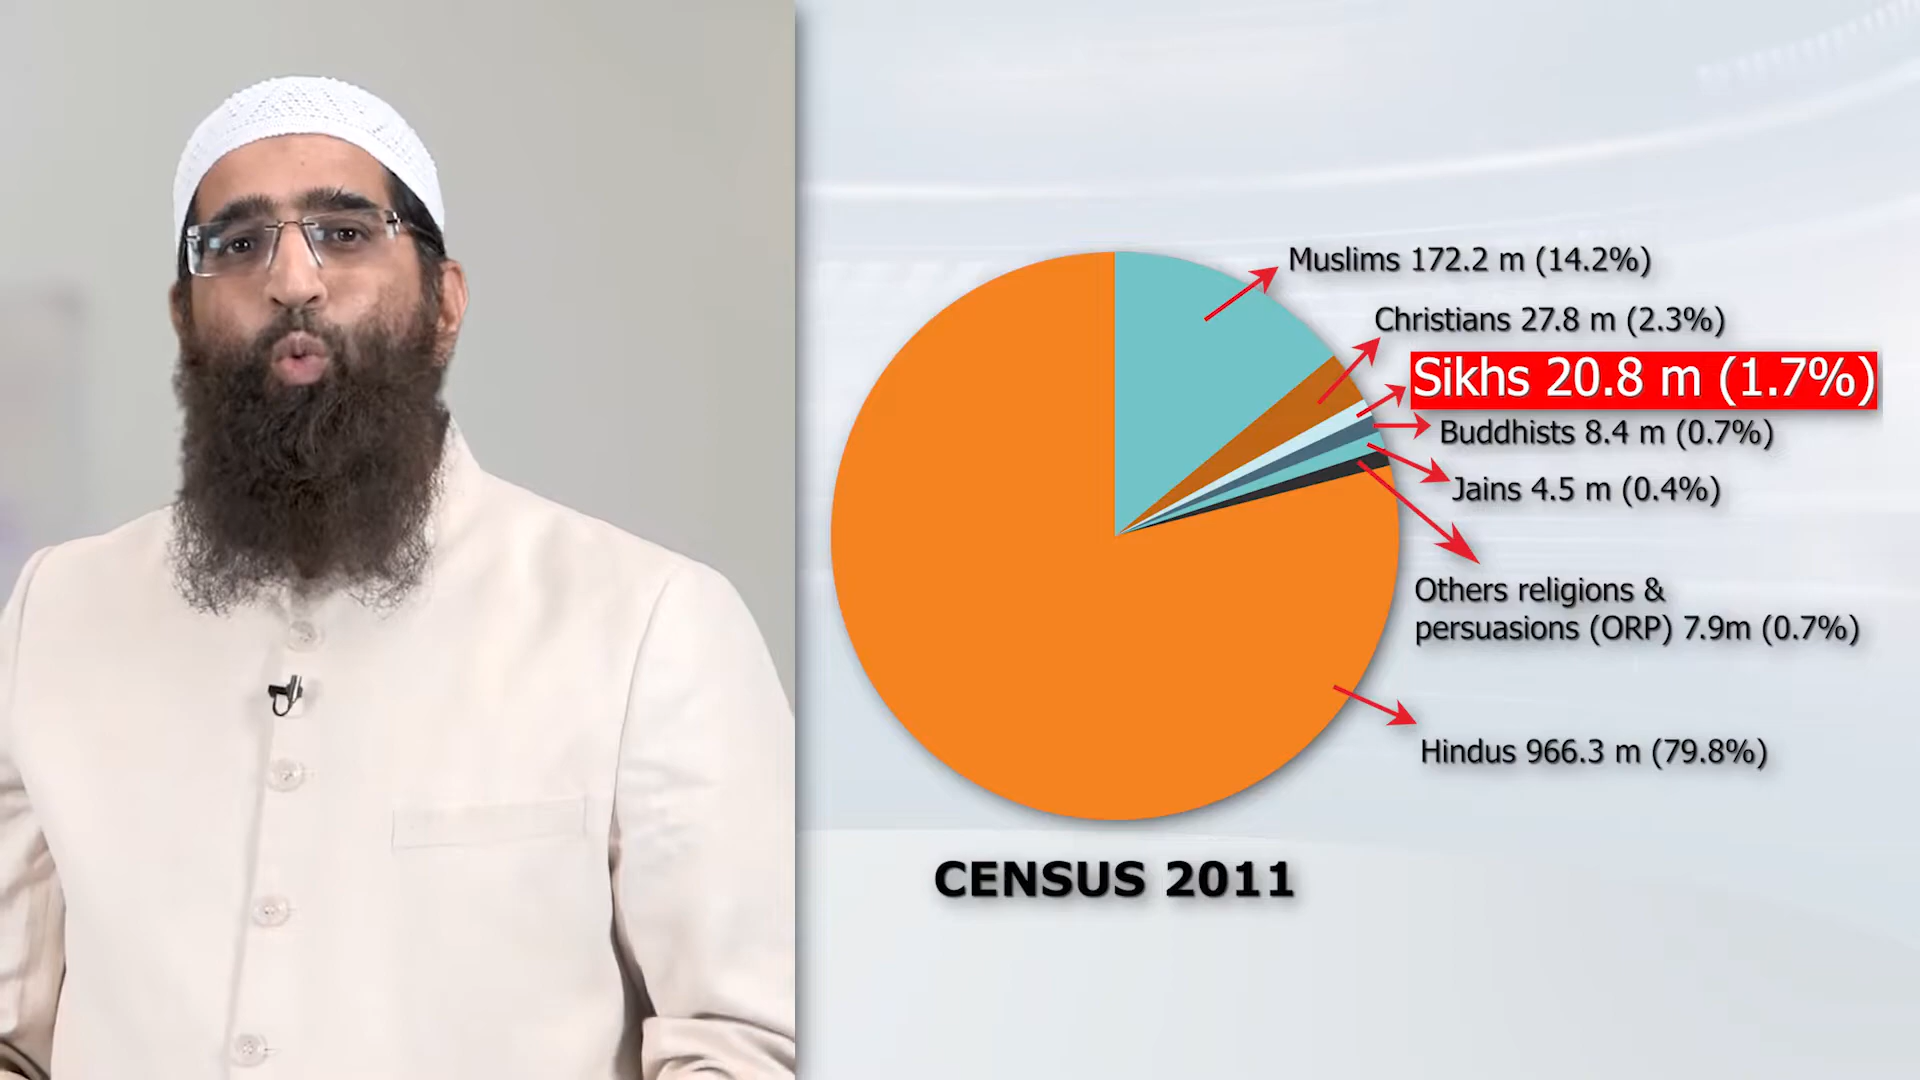 Muslims 172.2 m (14.2%)
Christians 27.8 m (2.3%)
Sikhs 20.8 m (1.7%)
Buddhists 8.4 m (0.7%)
Jains 4.5 m (0.4%)
Others religions &
persuasions (ORP) 7.9m (0.7%)
Hindus 966.3 m (79.8%)
CENSUS 2011